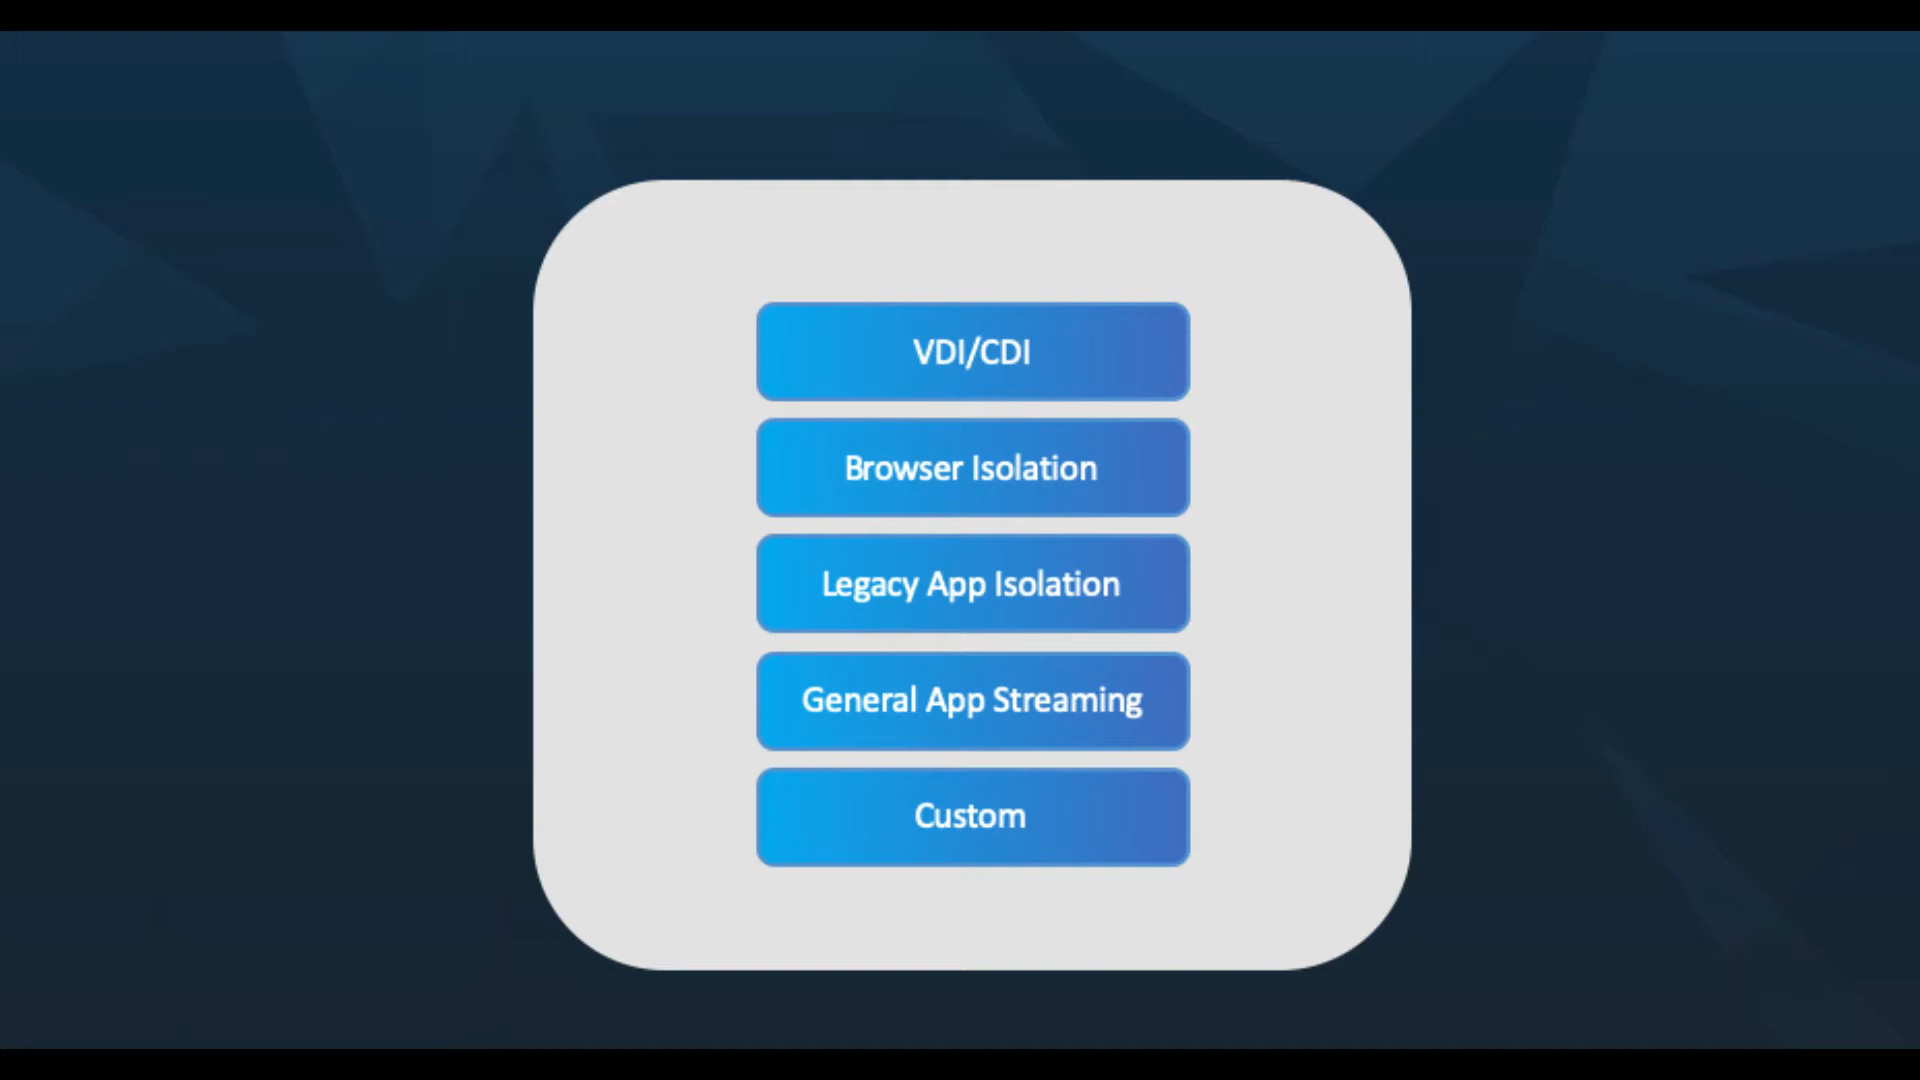 VDI/CDI
Browser Isolation
Legacy App Isolation
General App Streaming
Custom